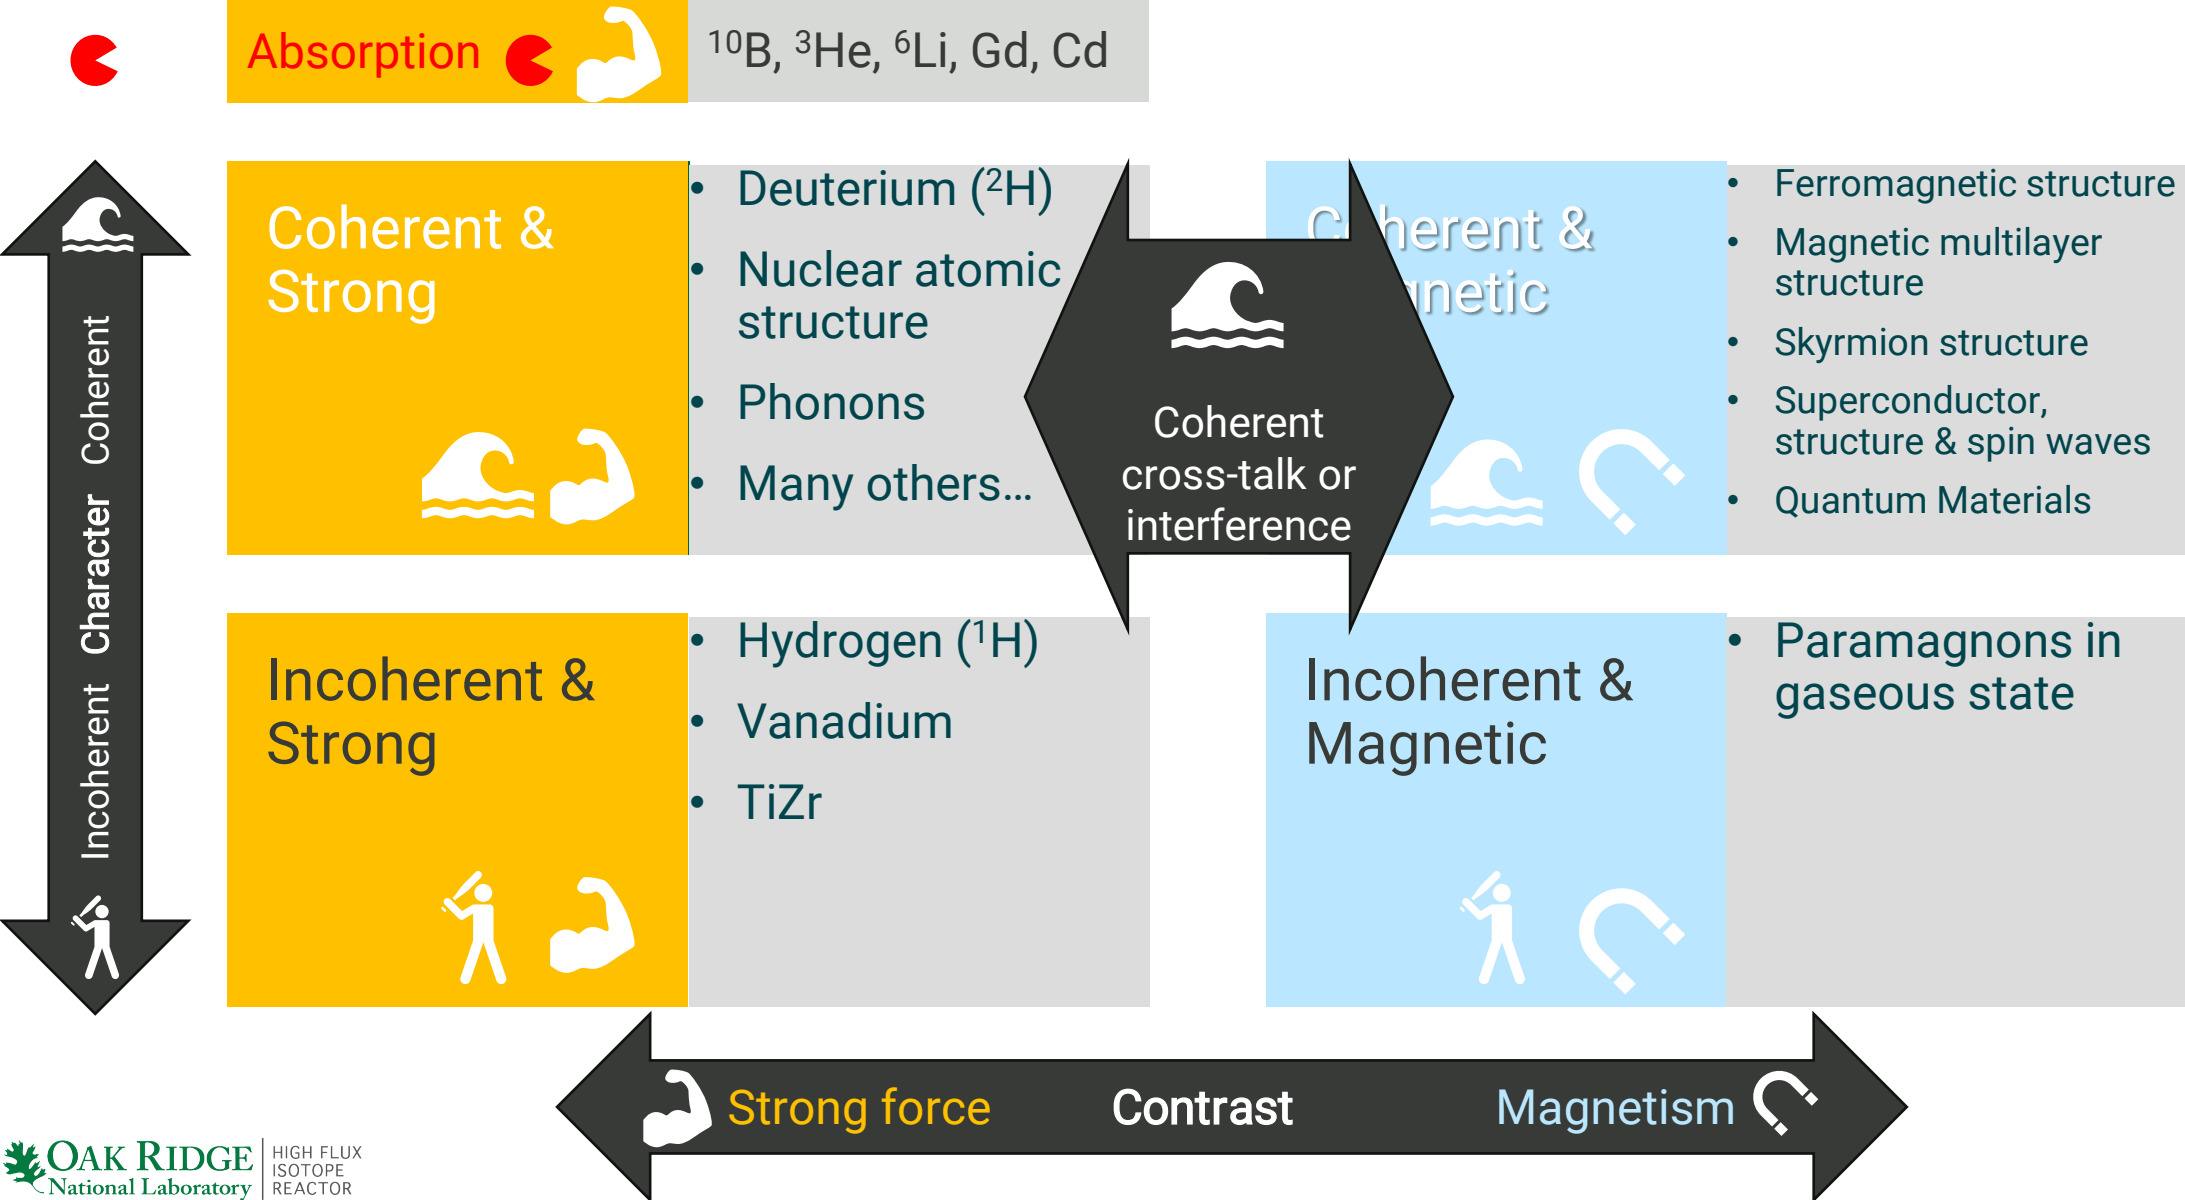 Absorption
¹⁰B, ³He, ⁶Li, Gd, Cd
Coherent &
Strong
• Deuterium (²H)
• Nuclear atomic
structure
• Phonons
• Many others...
Coherent
cross-talk or
interference
herent &
netic
• Ferromagnetic structure
• Magnetic multilayer
structure
• Skyrmion structure
• Superconductor,
structure & spin waves
• Quantum Materials
Incoherent Character Coherent
Incoherent &
Strong
• Hydrogen (¹H)
• Vanadium
• TiZr
Incoherent &
Magnetic
• Paramagnons in
gaseous state
Strong force Contrast Magnetism
OAK RIDGE
National Laboratory
HIGH FLUX
ISOTOPE
REACTOR